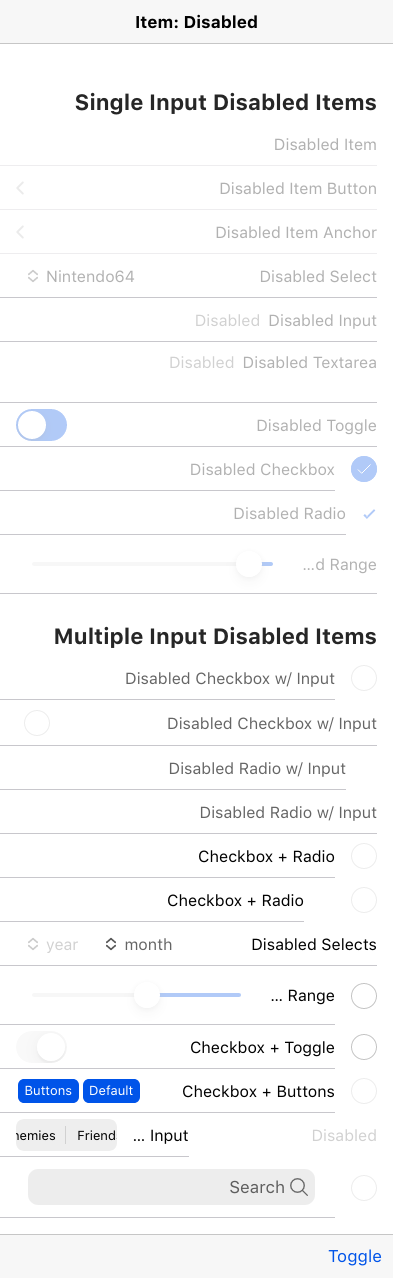 Item: Disabled
Single Input Disabled Items
Disabled Item
Disabled Item Button
Disabled Item Anchor
Disabled Select Nintendo64
Disabled Input Disabled
Disabled Textarea Disabled
Disabled Toggle
Disabled Checkbox
Disabled Radio
...d Range
Multiple Input Disabled Items
Disabled Checkbox w/ Input
Disabled Checkbox w/ Input
Disabled Radio w/ Input
Disabled Radio w/ Input
Checkbox + Radio
Checkbox + Radio
Disabled Selects month year
... Range
Checkbox + Toggle
Checkbox + Buttons Default Buttons
Disabled ... Input Friend nemies
Search
Toggle